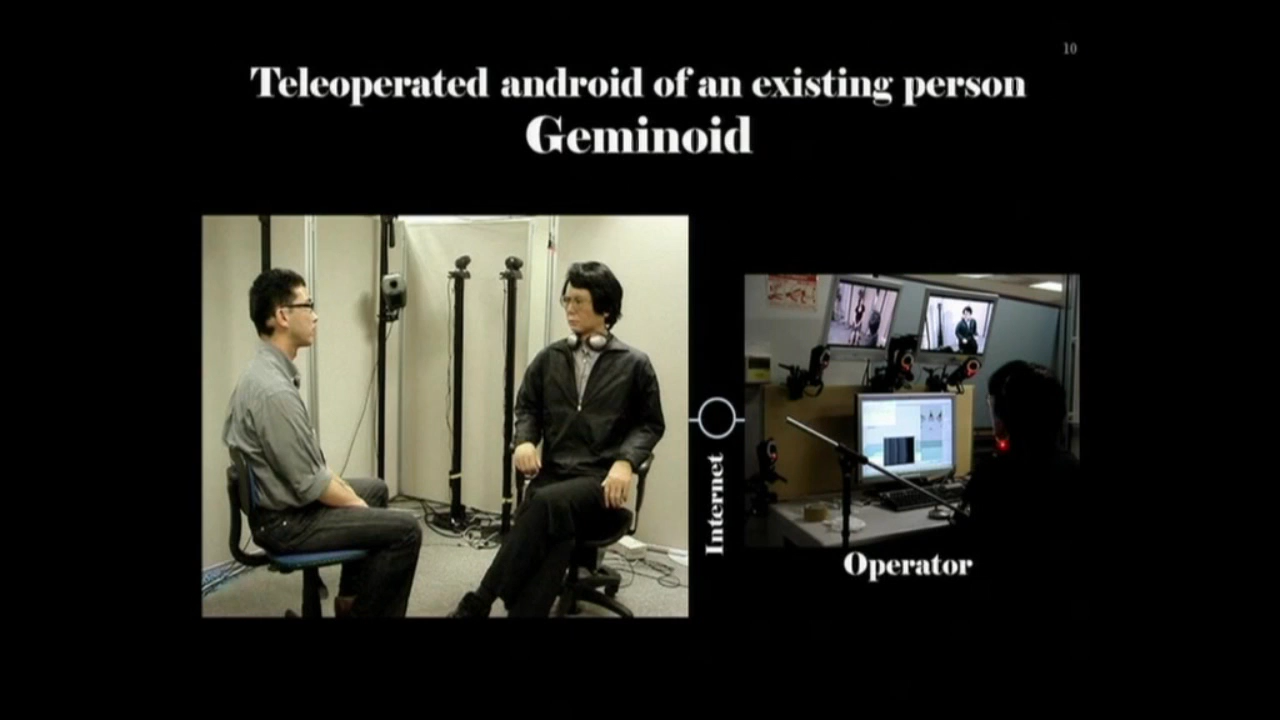 10
Teleoperated android of an existing person
Geminoid
Internet
Operator